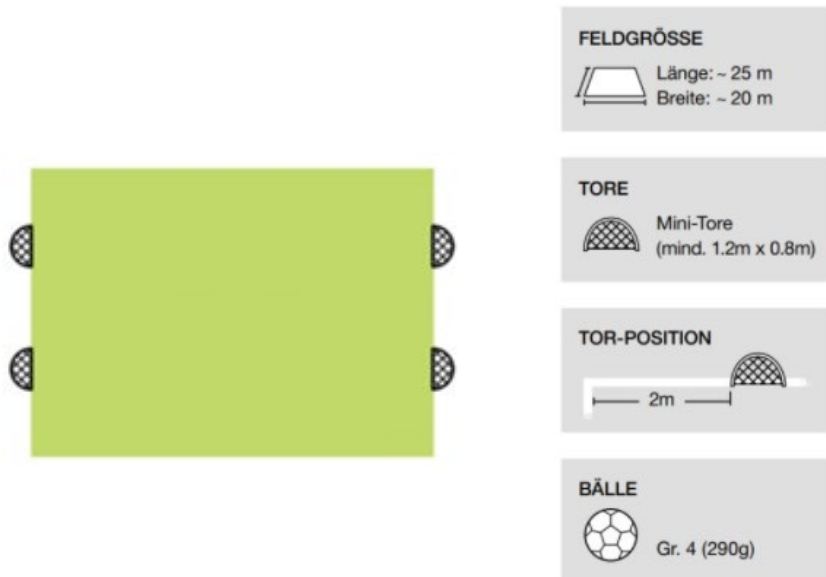 FELDGRÖSSE
Länge: ~ 25 m
Breite: ~ 20 m
TORE
Mini-Tore
(mind. 1.2m x 0.8m)
TOR-POSITION
2m
BÄLLE
Gr. 4 (290g)